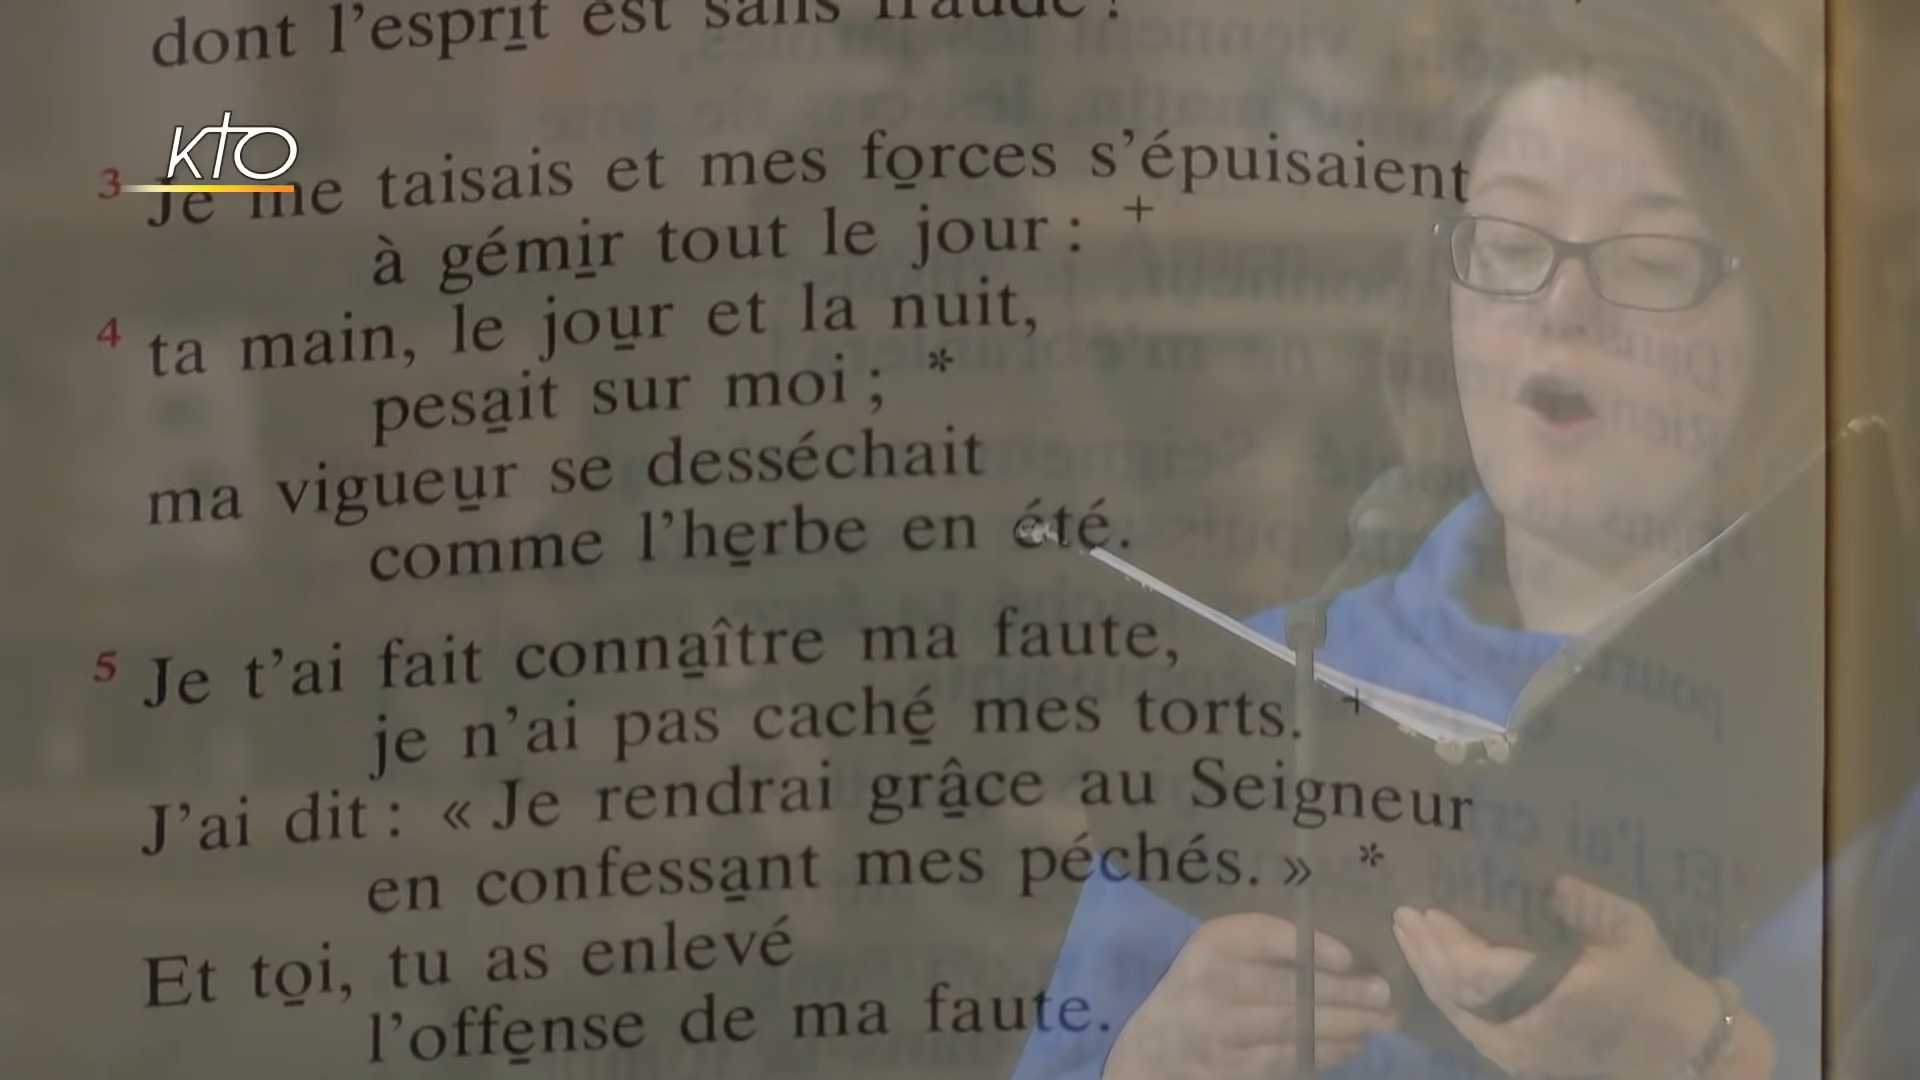 dont l'esprit est sans fraude !
KTO
3 Je me taisais et mes forces s'épuisaient
à gémir tout le jour : +
4 ta main, le jour et la nuit,
pesait sur moi ; *
ma vigueur se desséchait
comme l'herbe en été.
5 Je t'ai fait connaître ma faute,
je n'ai pas caché mes torts. +
J'ai dit : « Je rendrai grâce au Seigneur
en confessant mes péchés. » *
Et toi, tu as enlevé
l'offense de ma faute.